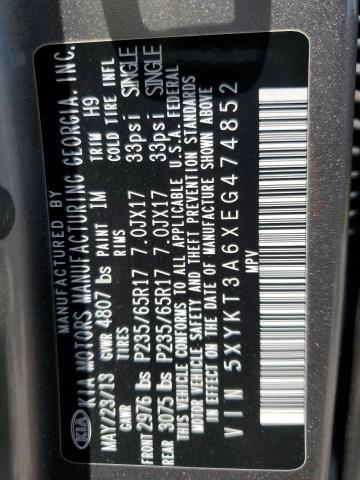 MANUFACTURED BY
KIA KIA MOTORS MANUFACTURING GEORGIA, INC.
MAY/23/13 GVWR 4807 lbs PAINT IM TRIM H9
GAWR TIRES RIMS COLD TIRE INFL
FRONT 2976 lbs P235/65R17 7.0JX17 33psi SINGLE
REAR 3075 lbs P235/65R17 7.0JX17 33psi SINGLE
THIS VEHICLE CONFORMS TO ALL APPLICABLE U.S.A. FEDERAL
MOTOR VEHICLE SAFETY AND THEFT PREVENTION STANDARDS
IN EFFECT ON THE DATE OF MANUFACTURE SHOWN ABOVE
VIN 5XYKT3A6XEG474852
MPV